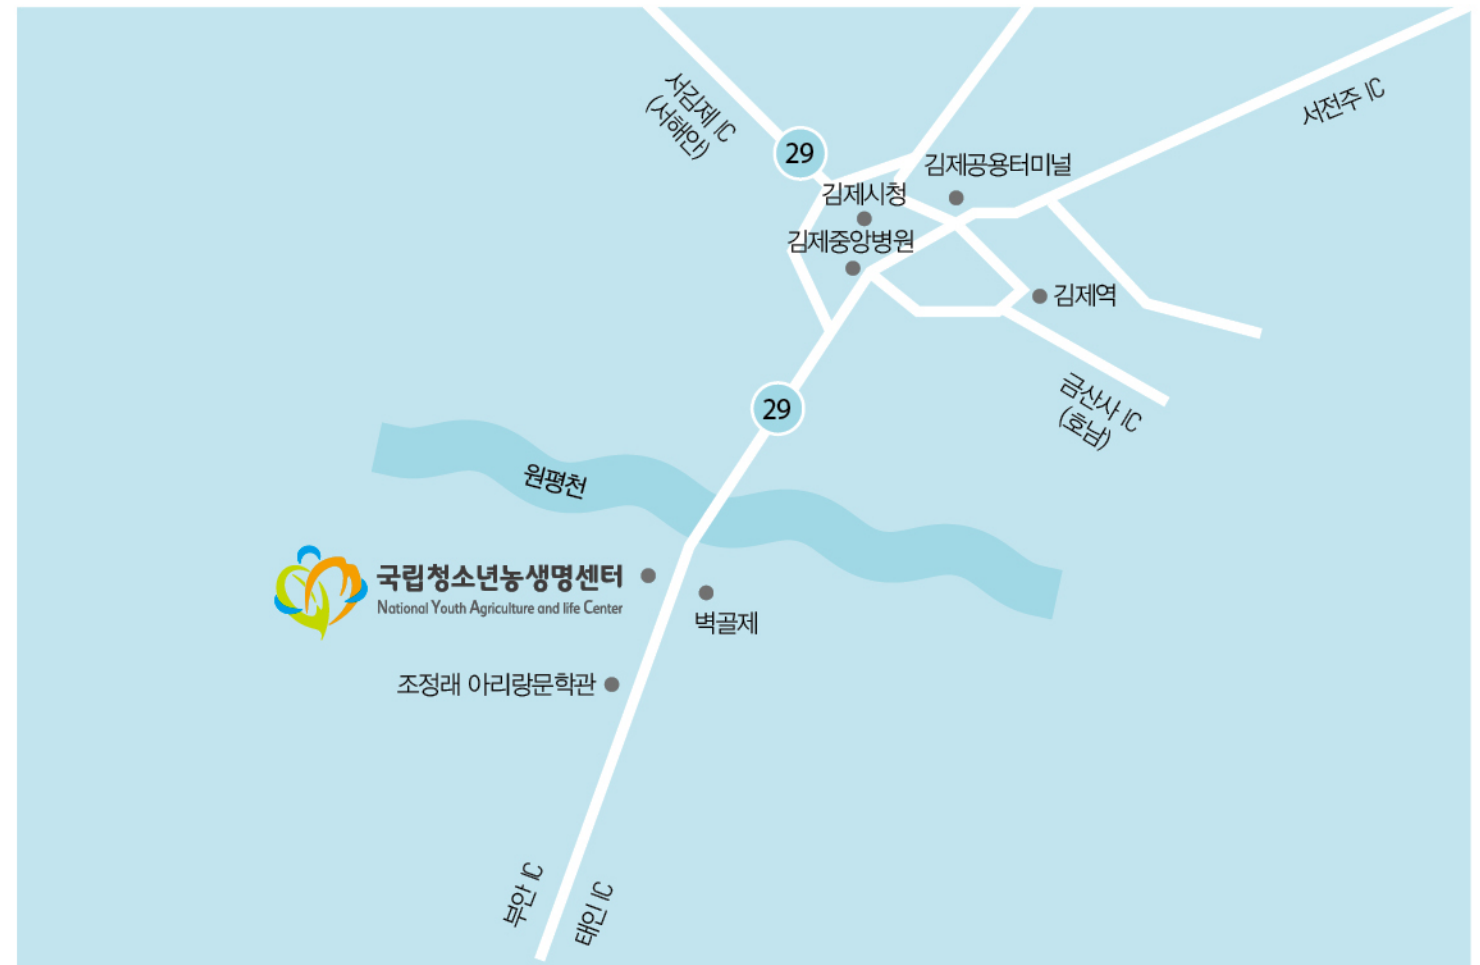 서김제 IC
(서해안)
서전주 IC
29
김제공용터미널
김제시청
김제중앙병원
김제역
금산사 IC
(호남)
29
원평천
국립청소년농생명센터
National Youth Agriculture and life Center
벽골제
조정래 아리랑문학관
부안 IC
태인 IC